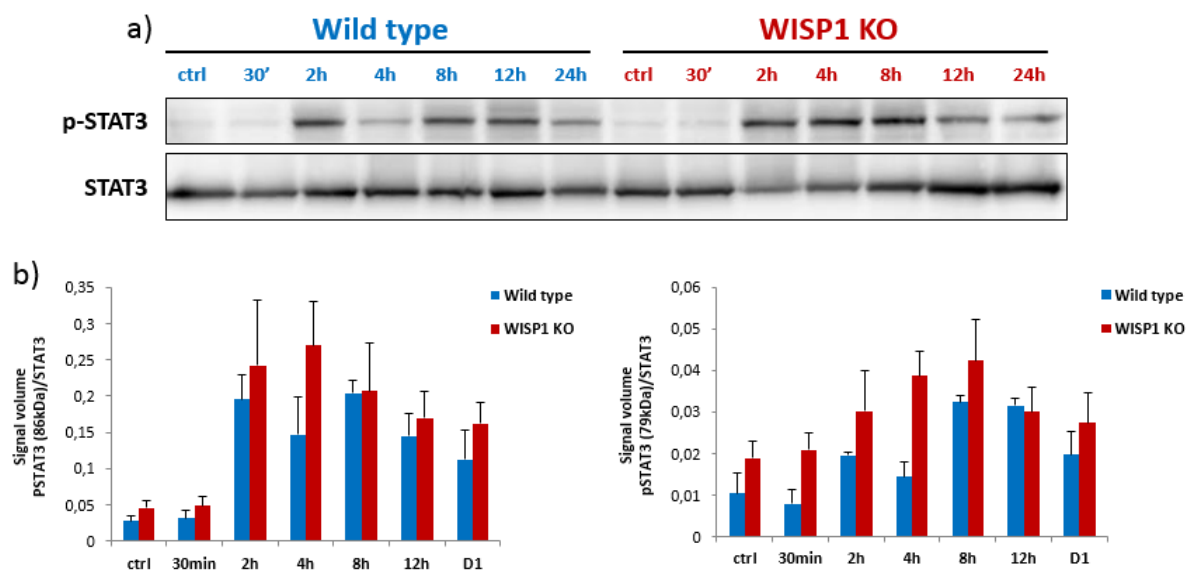 a)
Wild type WISP1 KO
ctrl 30’ 2h 4h 8h 12h 24h ctrl 30’ 2h 4h 8h 12h 24h
p-STAT3
STAT3
b)
Signal volume
PSTAT3 (86kDa)/STAT3
0,35
0,3
0,25
0,2
0,15
0,1
0,05
0
ctrl 30min 2h 4h 8h 12h D1
Wild type
WISP1 KO
Signal volume
pSTAT3 (79kDa)/STAT3
0,06
0,05
0,04
0,03
0,02
0,01
0
ctrl 30min 2h 4h 8h 12h D1
Wild type
WISP1 KO